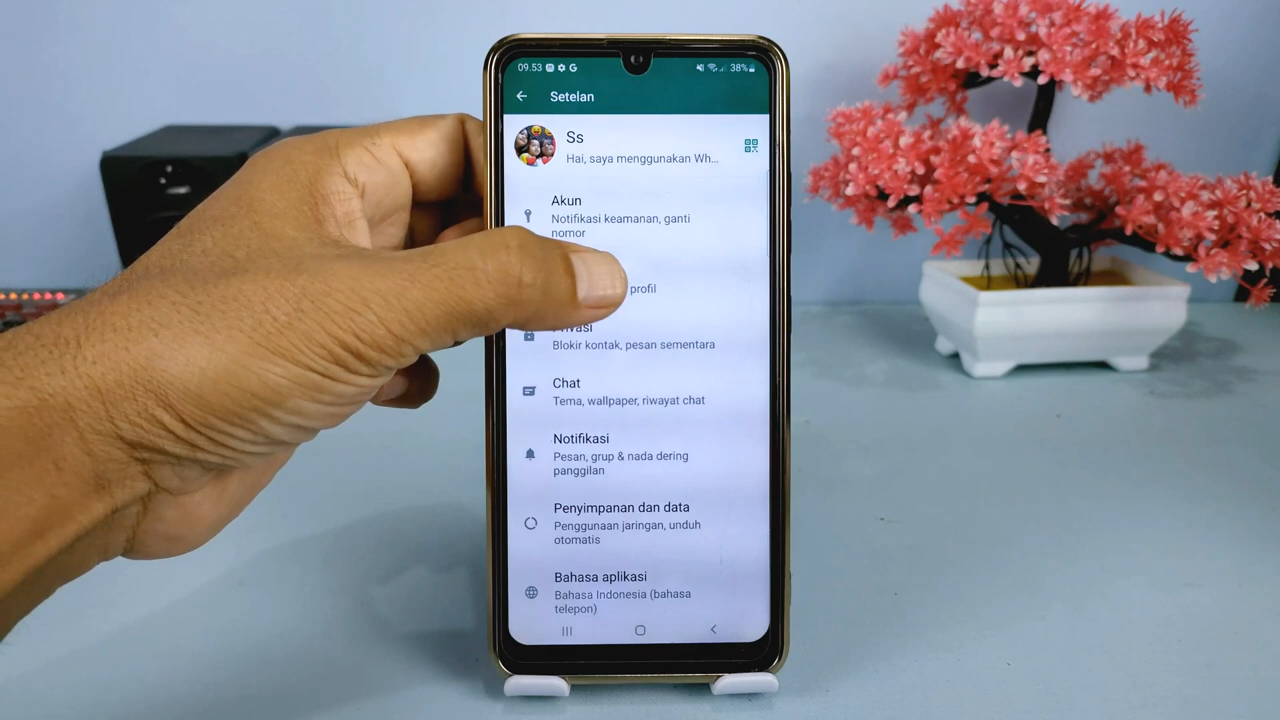 09.53
38%
Setelan
Ss
Hai, saya menggunakan Wh...
Akun
Notifikasi keamanan, ganti
nomor
profil
Privasi
Blokir kontak, pesan sementara
Chat
Tema, wallpaper, riwayat chat
Notifikasi
Pesan, grup & nada dering
panggilan
Penyimpanan dan data
Penggunaan jaringan, unduh
otomatis
Bahasa aplikasi
Bahasa Indonesia (bahasa
telepon)